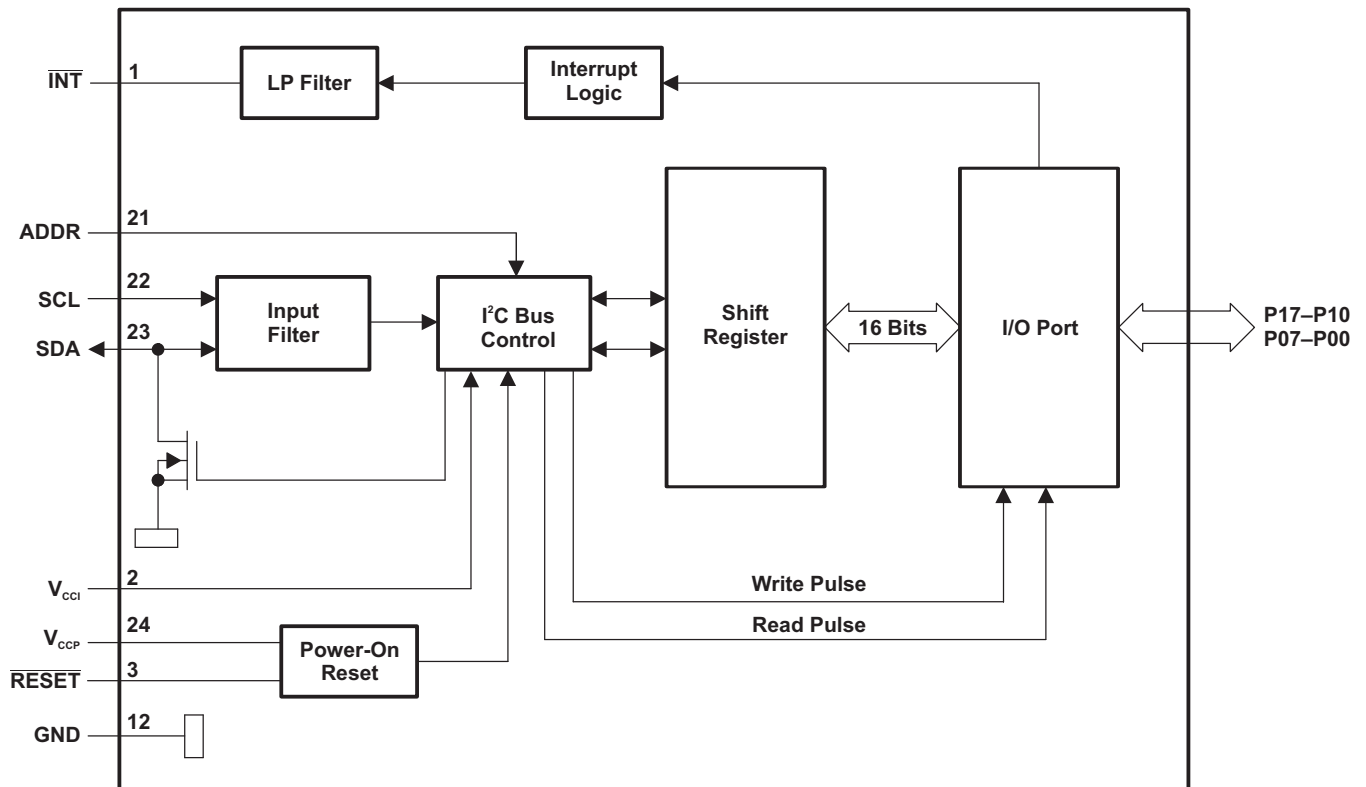 INT
1
LP Filter
Interrupt
Logic
ADDR
21
SCL
22
SDA
23
Input
Filter
I²C Bus
Control
Shift
Register
16 Bits
I/O Port
P17–P10
P07–P00
VCCI
2
Write Pulse
VCCP
24
Read Pulse
RESET
3
Power-On
Reset
GND
12